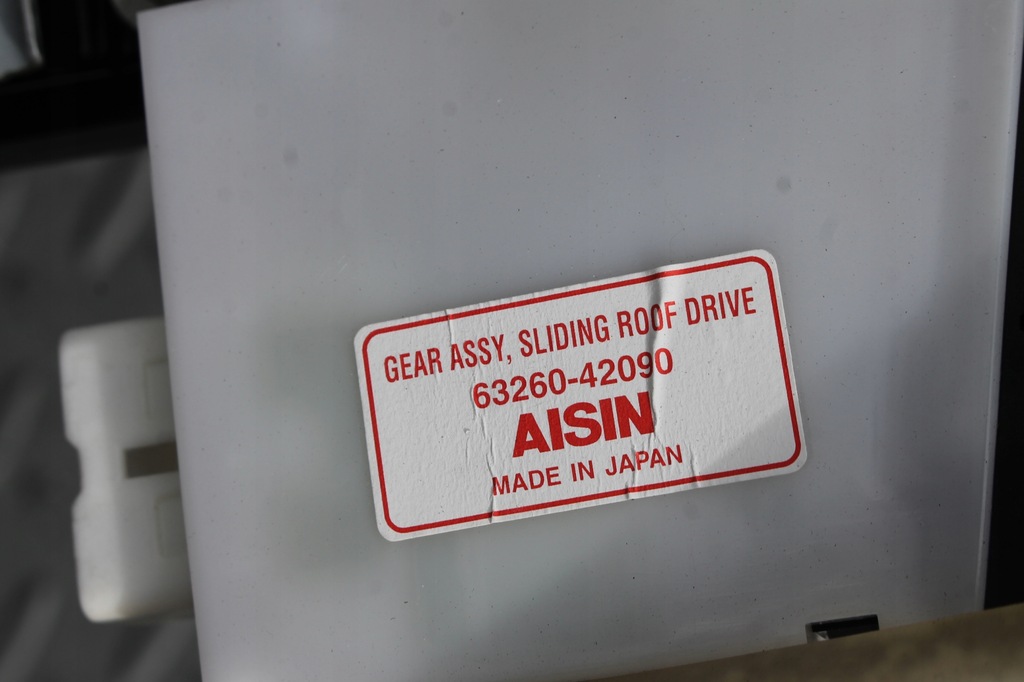 GEAR ASSY, SLIDING ROOF DRIVE
63260-42090
AISIN
MADE IN JAPAN